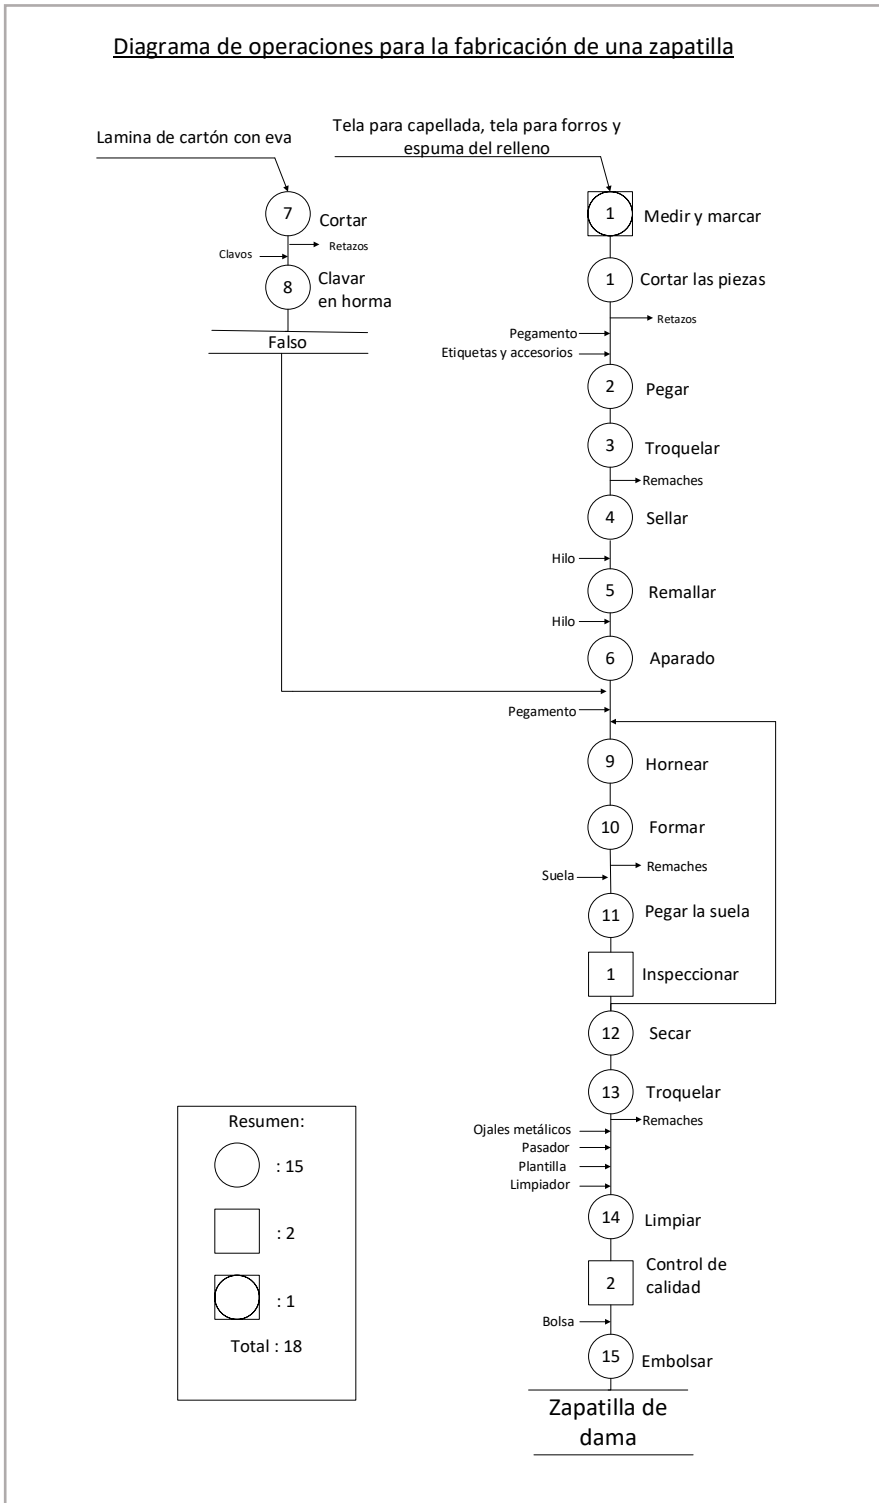 Diagrama de operaciones para la fabricación de una zapatilla
Lamina de cartón con eva
Tela para capellada, tela para forros y
espuma del relleno
7
Cortar
Retazos
Clavos
8
Clavar
en horma
Falso
1
Medir y marcar
1
Cortar las piezas
Retazos
Pegamento
Etiquetas y accesorios
2
Pegar
3
Troquelar
Remaches
4
Sellar
Hilo
5
Remallar
Hilo
6
Aparado
Pegamento
9
Hornear
10
Formar
Remaches
Suela
11
Pegar la suela
1
Inspeccionar
12
Secar
13
Troquelar
Remaches
Ojales metálicos
Pasador
Plantilla
Limpiador
14
Limpiar
2
Control de
calidad
Bolsa
15
Embolsar
Zapatilla de
dama
Resumen:
: 15
: 2
: 1
Total : 18